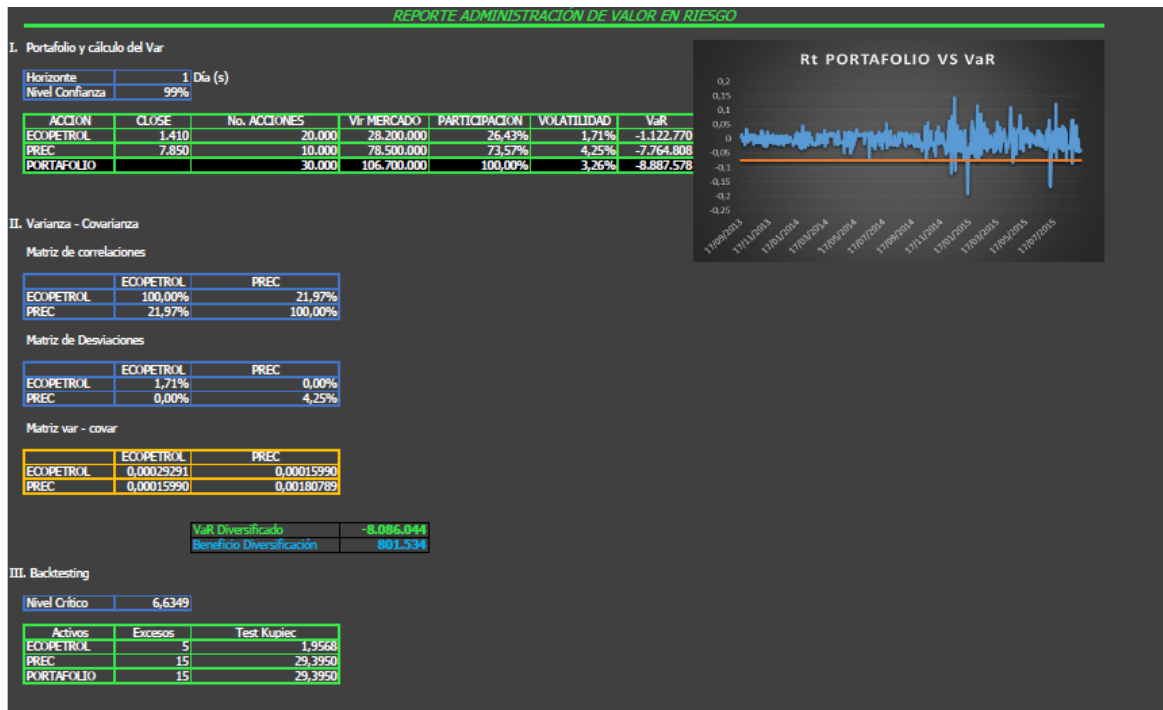 REPORTE ADMINISTRACIÓN DE VALOR EN RIESGO
I. Portafolio y cálculo del Var
Horizonte 1 Día (s)
Nivel Confianza 99%
ACCION CLOSE No. ACCIONES Vlr MERCADO PARTICIPACION VOLATILIDAD VaR
ECOPETROL 1.410 20.000 28.200.000 26,43% 1,71% -1.122.770
PREC 7.850 10.000 78.500.000 73,57% 4,25% -7.764.808
PORTAFOLIO 30.000 106.700.000 100,00% 3,26% -8.887.578
Rt PORTAFOLIO VS VaR
0,2
0,15
0,1
0,05
0
-0,05
-0,1
-0,15
-0,2
-0,25
17/09/2013
17/11/2013
17/01/2014
17/03/2014
17/05/2014
17/07/2014
17/09/2014
17/11/2014
17/01/2015
17/03/2015
17/05/2015
17/07/2015
II. Varianza - Covarianza
Matriz de correlaciones
ECOPETROL PREC
ECOPETROL 100,00% 21,97%
PREC 21,97% 100,00%
Matriz de Desviaciones
ECOPETROL PREC
ECOPETROL 1,71% 0,00%
PREC 0,00% 4,25%
Matriz var - covar
ECOPETROL PREC
ECOPETROL 0,00029291 0,00015990
PREC 0,00015990 0,00180789
VaR Diversificado -8.086.044
Beneficio Diversificación 801.534
III. Backtesting
Nivel Crítico 6,6349
Activos Excesos Test Kupiec
ECOPETROL 5 1,9568
PREC 15 29,3950
PORTAFOLIO 15 29,3950